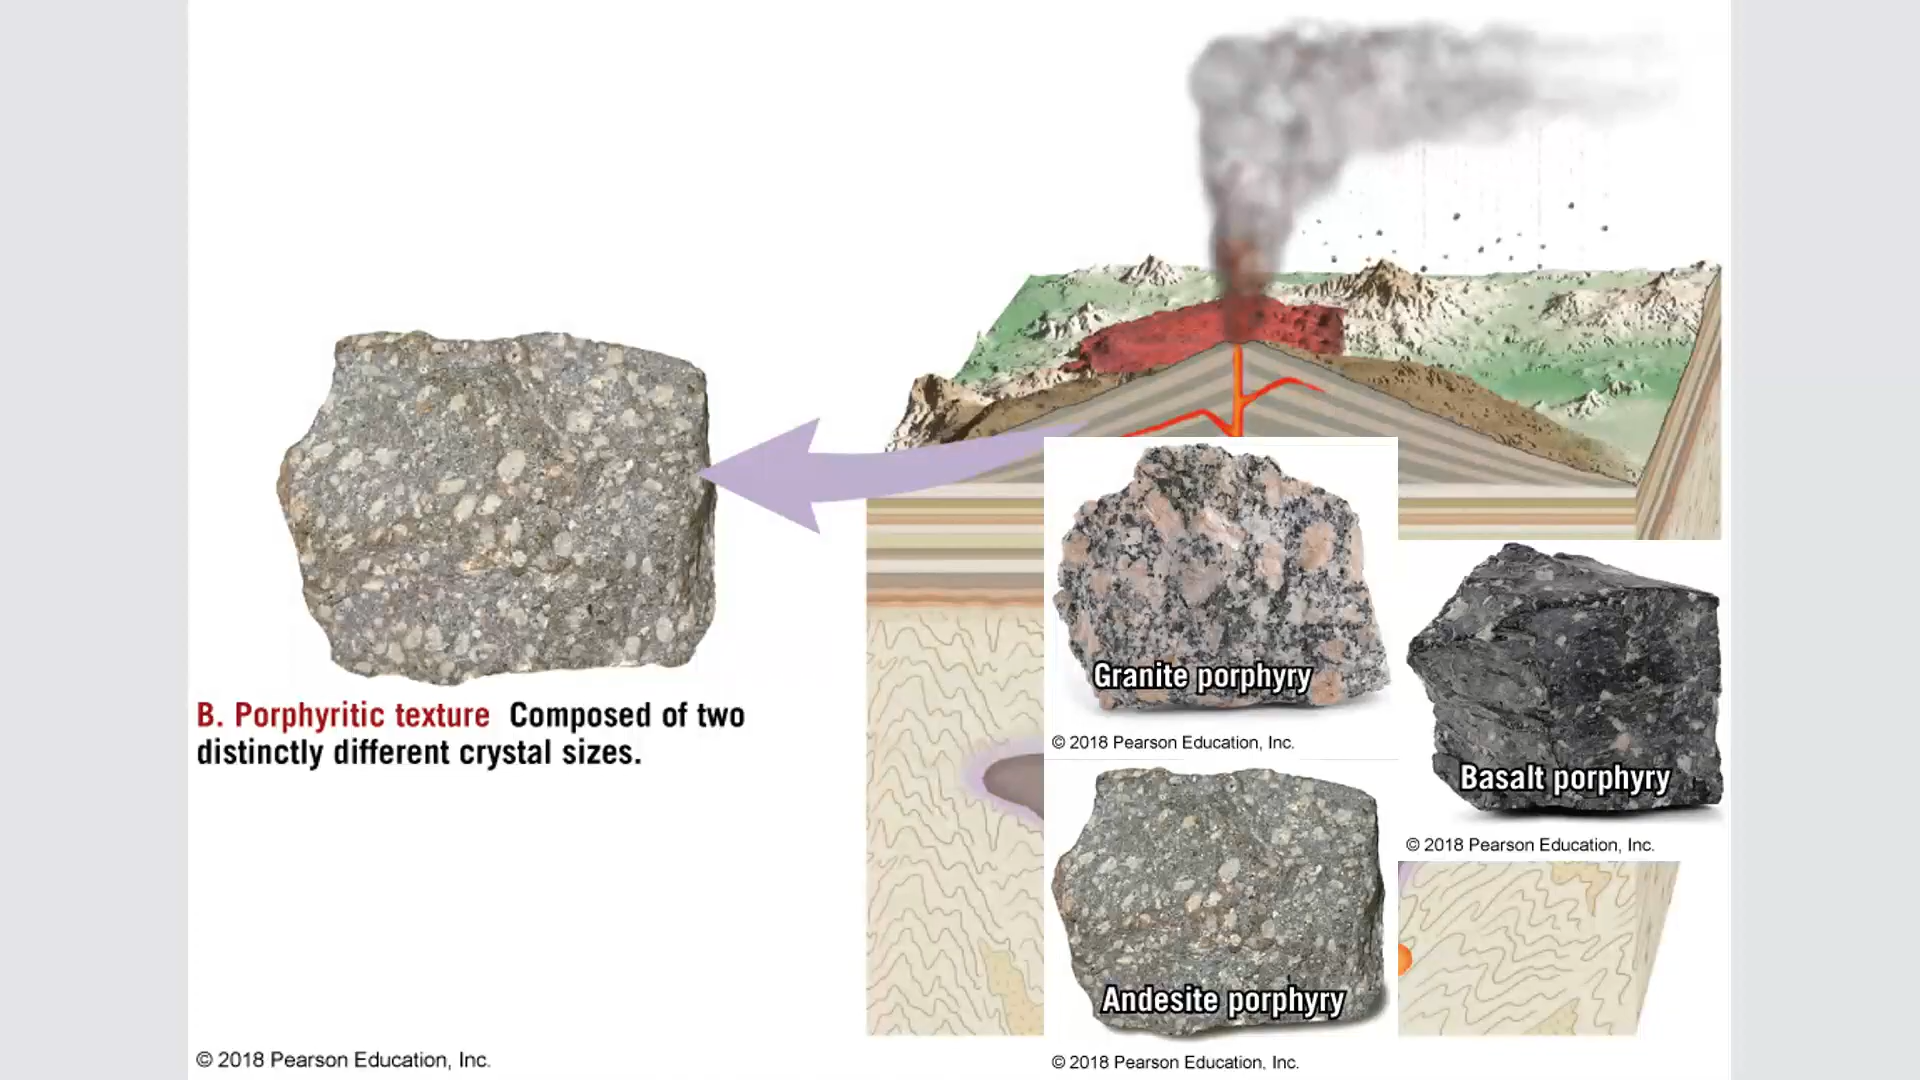 B. Porphyritic texture Composed of two
distinctly different crystal sizes.
Granite porphyry
© 2018 Pearson Education, Inc.
Basalt porphyry
© 2018 Pearson Education, Inc.
Andesite porphyry
© 2018 Pearson Education, Inc.
© 2018 Pearson Education, Inc.